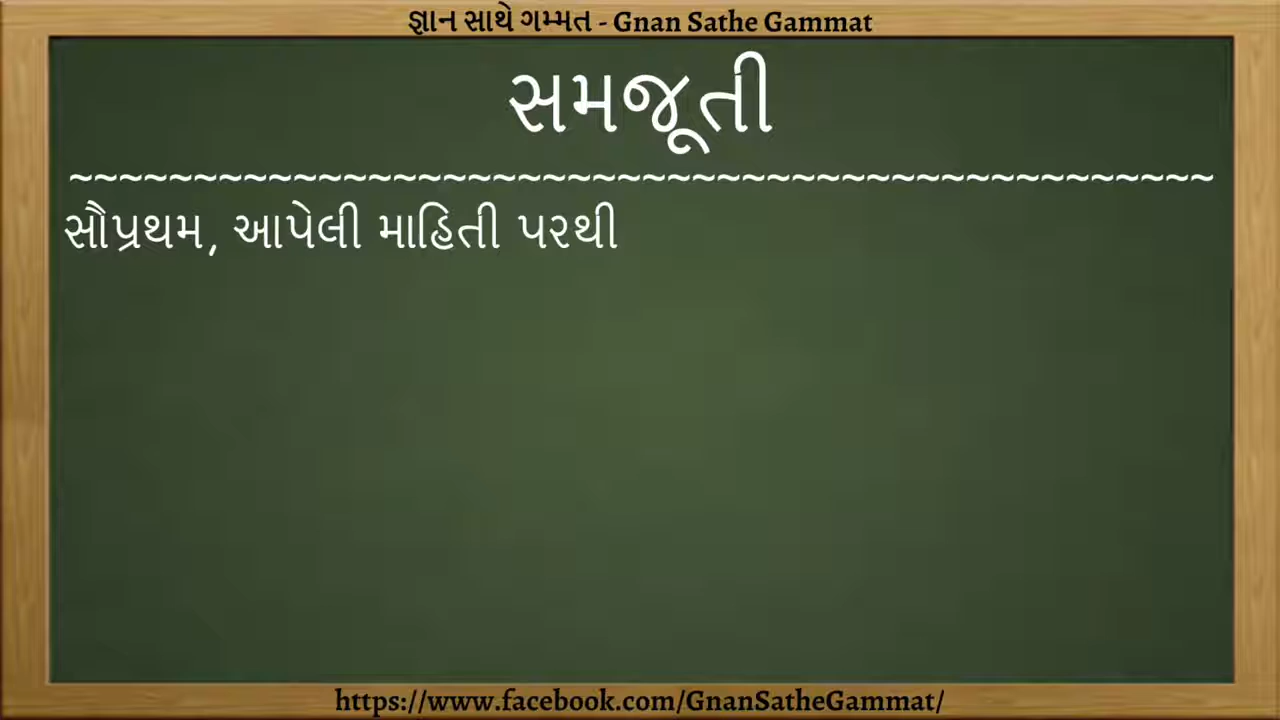 જ્ઞાન સાથે ગમ્મત - Gnan Sathe Gammat
સમજૂતી
~~~~~~~~~~~~~~~~~~~~~~~~~~~~~~~~~~~~~~~~~~~~~~
સૌપ્રથમ, આપેલી માહિતી પરથી
https://www.facebook.com/GnanSatheGammat/